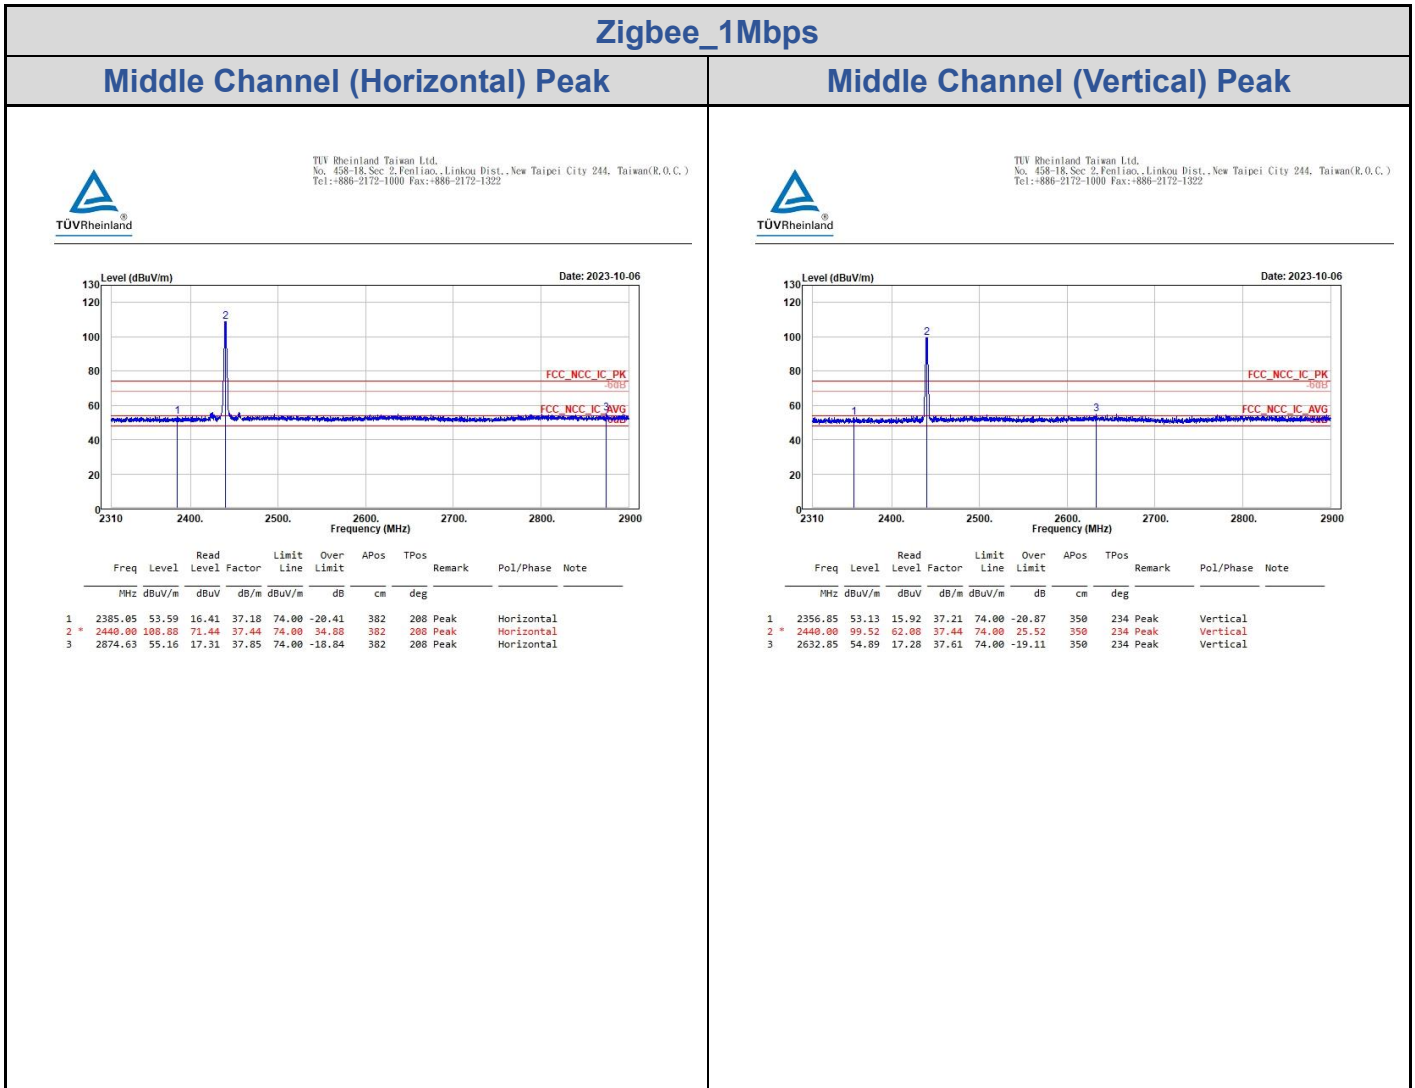 Zigbee_1Mbps
Middle Channel (Horizontal) Peak
Middle Channel (Vertical) Peak
TÜVRheinland®
TUV Rheinland Taiwan Ltd.
No. 458-18.Sec 2.Fenliao..Linkou Dist..New Taipei City 244. Taiwan(R.O.C.)
Tel:+886-2172-1000 Fax:+886-2172-1322
Level (dBuV/m)
Date: 2023-10-06
130
120
100
80
60
40
20
0
2
FCC_NCC_IC_PK
-6dB
1
3
FCC_NCC_IC_AVG
-6dB
2310 2400. 2500. 2600. 2700. 2800. 2900
Frequency (MHz)
Read Limit Over APos TPos
Freq Level Level Factor Line Limit Remark Pol/Phase Note
MHz dBuV/m dBuV dB/m dBuV/m dB cm deg
1 2385.05 53.59 16.41 37.18 74.00 -20.41 382 208 Peak Horizontal
2 * 2440.00 108.88 71.44 37.44 74.00 34.88 382 208 Peak Horizontal
3 2874.63 55.16 17.31 37.85 74.00 -18.84 382 208 Peak Horizontal
TÜVRheinland®
TUV Rheinland Taiwan Ltd.
No. 458-18.Sec 2.Fenliao..Linkou Dist..New Taipei City 244. Taiwan(R.O.C.)
Tel:+886-2172-1000 Fax:+886-2172-1322
Level (dBuV/m)
Date: 2023-10-06
130
120
100
80
60
40
20
0
2
FCC_NCC_IC_PK
-6dB
1
3
FCC_NCC_IC_AVG
-6dB
2310 2400. 2500. 2600. 2700. 2800. 2900
Frequency (MHz)
Read Limit Over APos TPos
Freq Level Level Factor Line Limit Remark Pol/Phase Note
MHz dBuV/m dBuV dB/m dBuV/m dB cm deg
1 2356.85 53.13 15.92 37.21 74.00 -20.87 350 234 Peak Vertical
2 * 2440.00 99.52 62.08 37.44 74.00 25.52 350 234 Peak Vertical
3 2632.85 54.89 17.28 37.61 74.00 -19.11 350 234 Peak Vertical